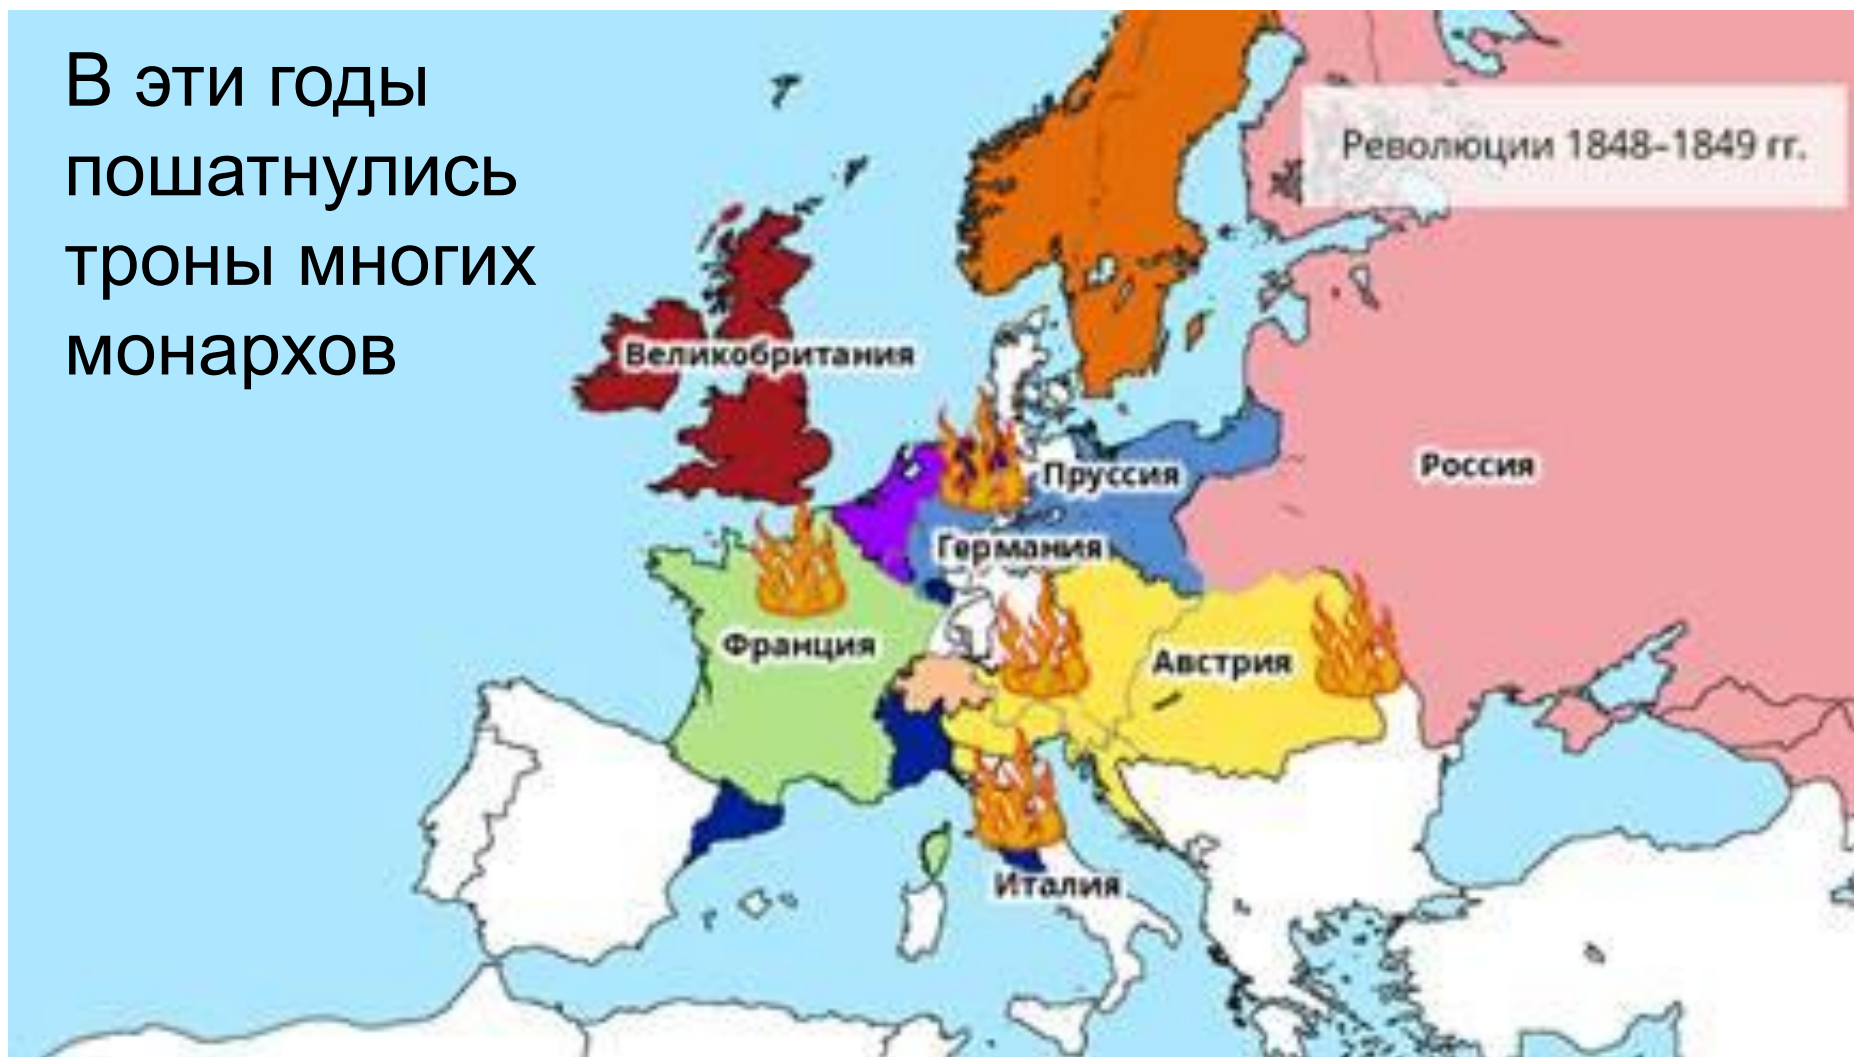 В эти годы
пошатнулись
троны многих
монархов
Революции 1848–1849 гг.
Великобритания
Пруссия
Россия
Германия
Франция
Австрия
Италия